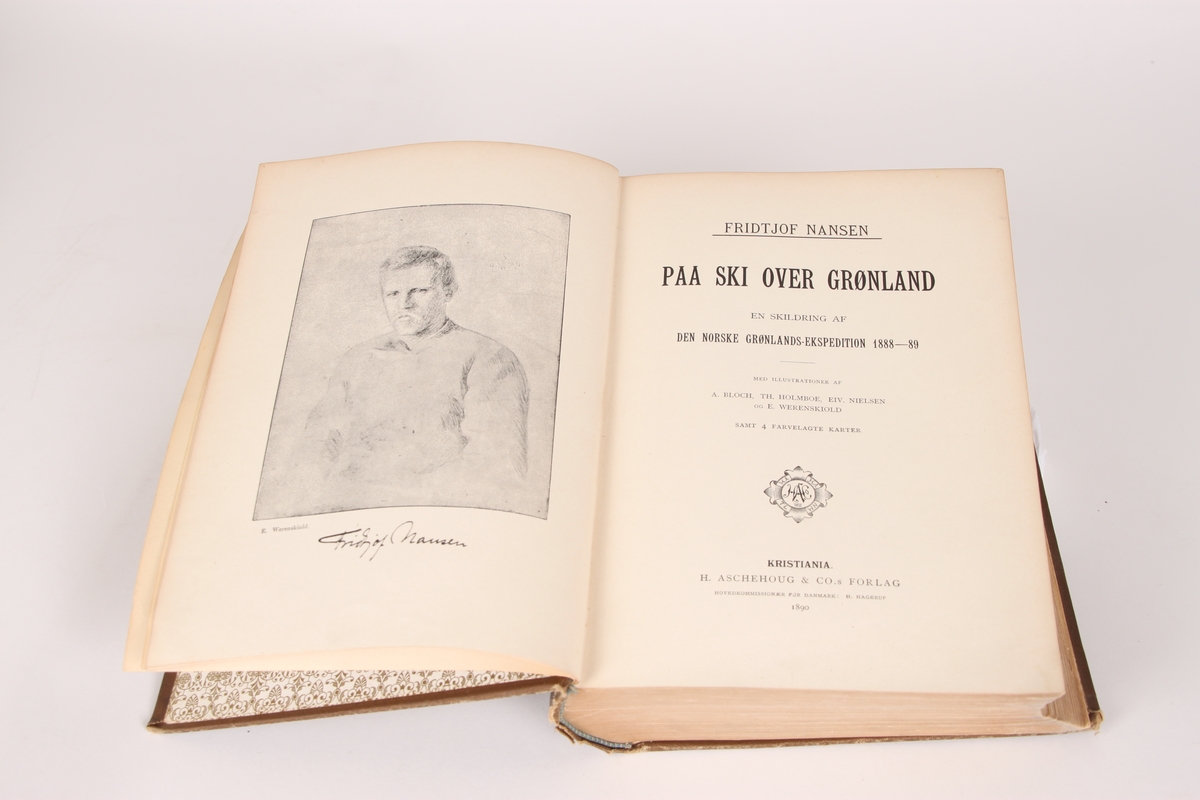 E. Werenskiold.
Fridtjof Nansen
FRIDTJOF NANSEN
PAA SKI OVER GRØNLAND
EN SKILDRING AF
DEN NORSKE GRØNLANDS-EKSPEDITION 1888—89
MED ILLUSTRATIONER AF
A. BLOCH, TH. HOLMBOE, EIV. NIELSEN
OG E. WERENSKIOLD
SAMT 4 FARVELAGTE KARTER
KRISTIANIA.
H. ASCHEHOUG & CO.s FORLAG
HOVEDKOMMISSIONÆR FOR DANMARK: H. HAGERUP
1890